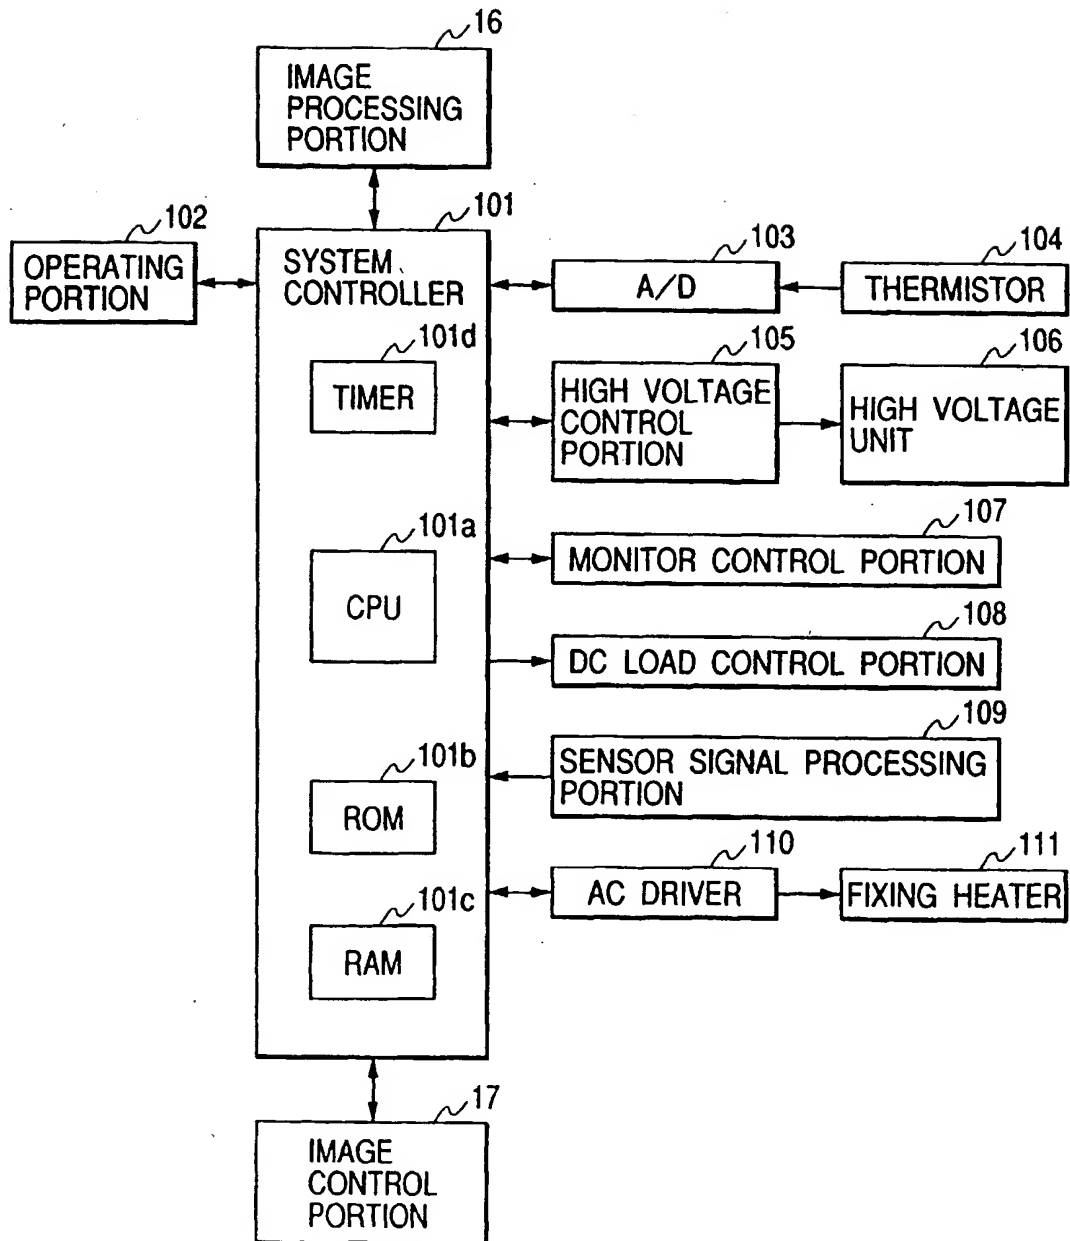 16
IMAGE
PROCESSING
PORTION
102
OPERATING
PORTION
101
SYSTEM
CONTROLLER
101d
TIMER
101a
CPU
101b
ROM
101c
RAM
103
A/D
104
THERMISTOR
105
HIGH VOLTAGE
CONTROL
PORTION
106
HIGH VOLTAGE
UNIT
107
MONITOR CONTROL PORTION
108
DC LOAD CONTROL PORTION
109
SENSOR SIGNAL PROCESSING
PORTION
110
AC DRIVER
111
FIXING HEATER
17
IMAGE
CONTROL
PORTION